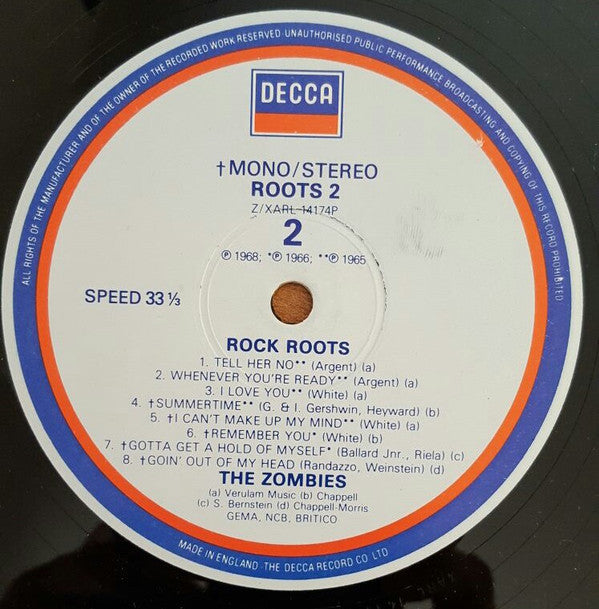 ALL RIGHTS OF THE MANUFACTURER AND OF THE OWNER OF THE RECORDED WORK RESERVED · UNAUTHORISED PUBLIC PERFORMANCE BROADCASTING AND COPYING OF THIS RECORD PROHIBITED
DECCA
†MONO/STEREO
ROOTS 2
Z/XARL-14174P
2
℗ 1968; *℗ 1966; **℗ 1965
SPEED 33 ⅓
ROCK ROOTS
1. TELL HER NO** (Argent) (a)
2. WHENEVER YOU'RE READY** (Argent) (a)
3. I LOVE YOU** (White) (a)
4. †SUMMERTIME** (G. & I. Gershwin, Heyward) (b)
5. †I CAN'T MAKE UP MY MIND** (White) (a)
6. †REMEMBER YOU* (White) (b)
7. †GOTTA GET A HOLD OF MYSELF* (Ballard Jnr., Riela) (c)
8. †GOIN' OUT OF MY HEAD (Randazzo, Weinstein) (d)
THE ZOMBIES
(a) Verulam Music (b) Chappell
(c) S. Bernstein (d) Chappell-Morris
GEMA, NCB, BRITICO
MADE IN ENGLAND · THE DECCA RECORD CO. LTD